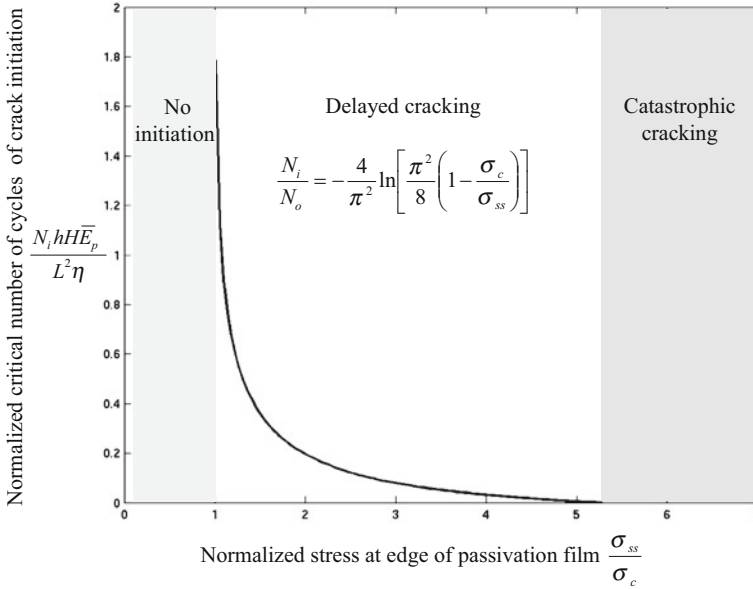 Normalized critical number of cycles of crack initiation
N_i hH\overline{E}_p / L^2 η
2
1.8
1.6
1.4
1.2
1
0.8
0.6
0.4
0.2
0
No
initiation
Delayed cracking
N_i / N_o = - 4 / π^2 ln[ π^2 / 8 ( 1 - σ_c / σ_ss ) ]
Catastrophic
cracking
0 1 2 3 4 5 6
Normalized stress at edge of passivation film σ_ss / σ_c